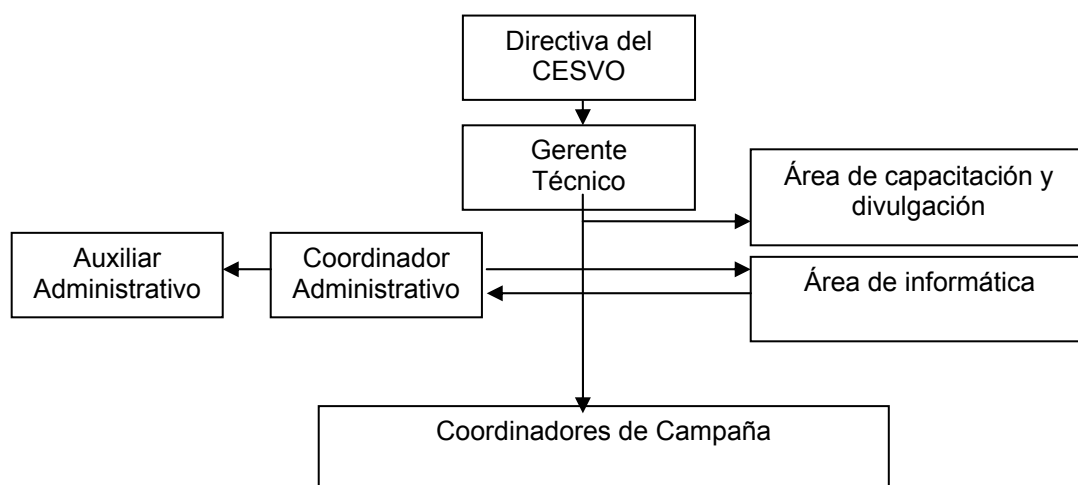 Directiva del
CESVO
Gerente
Técnico
Área de capacitación y
divulgación
Auxiliar
Administrativo
Coordinador
Administrativo
Área de informática
Coordinadores de Campaña